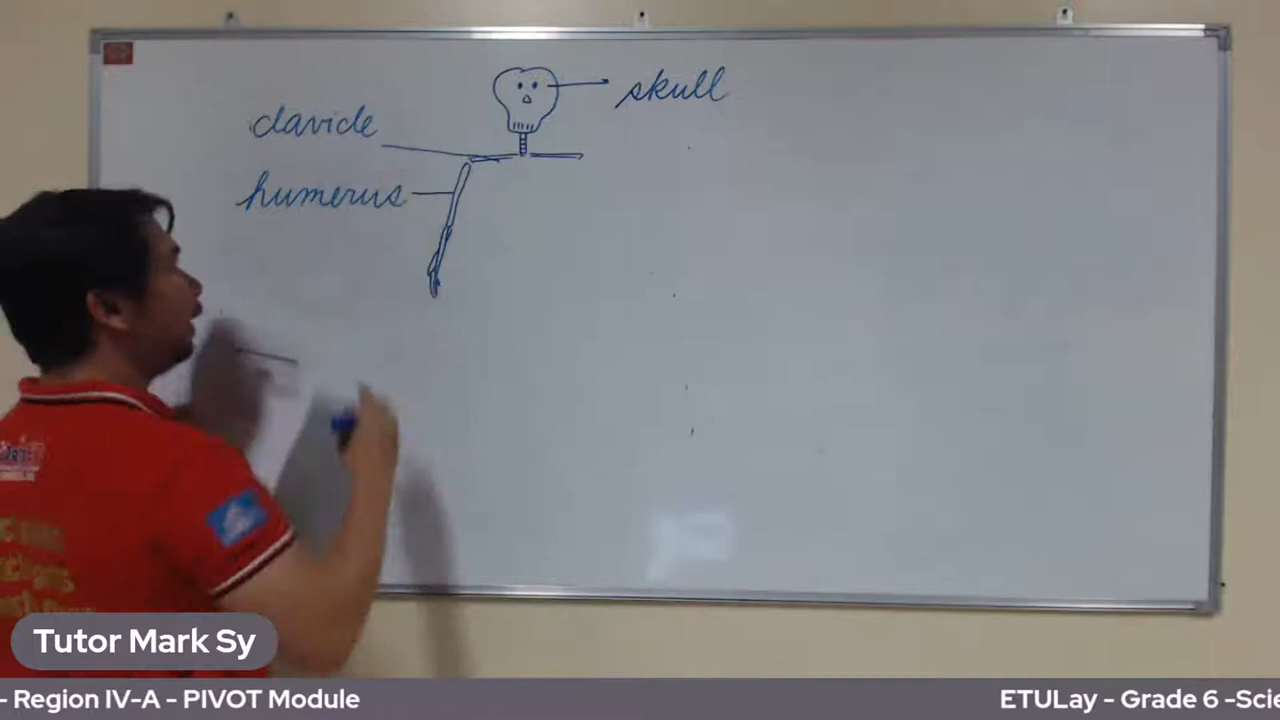 skull
clavicle
humerus
Tutor Mark Sy
- Region IV-A - PIVOT Module
ETULay - Grade 6 -Scie